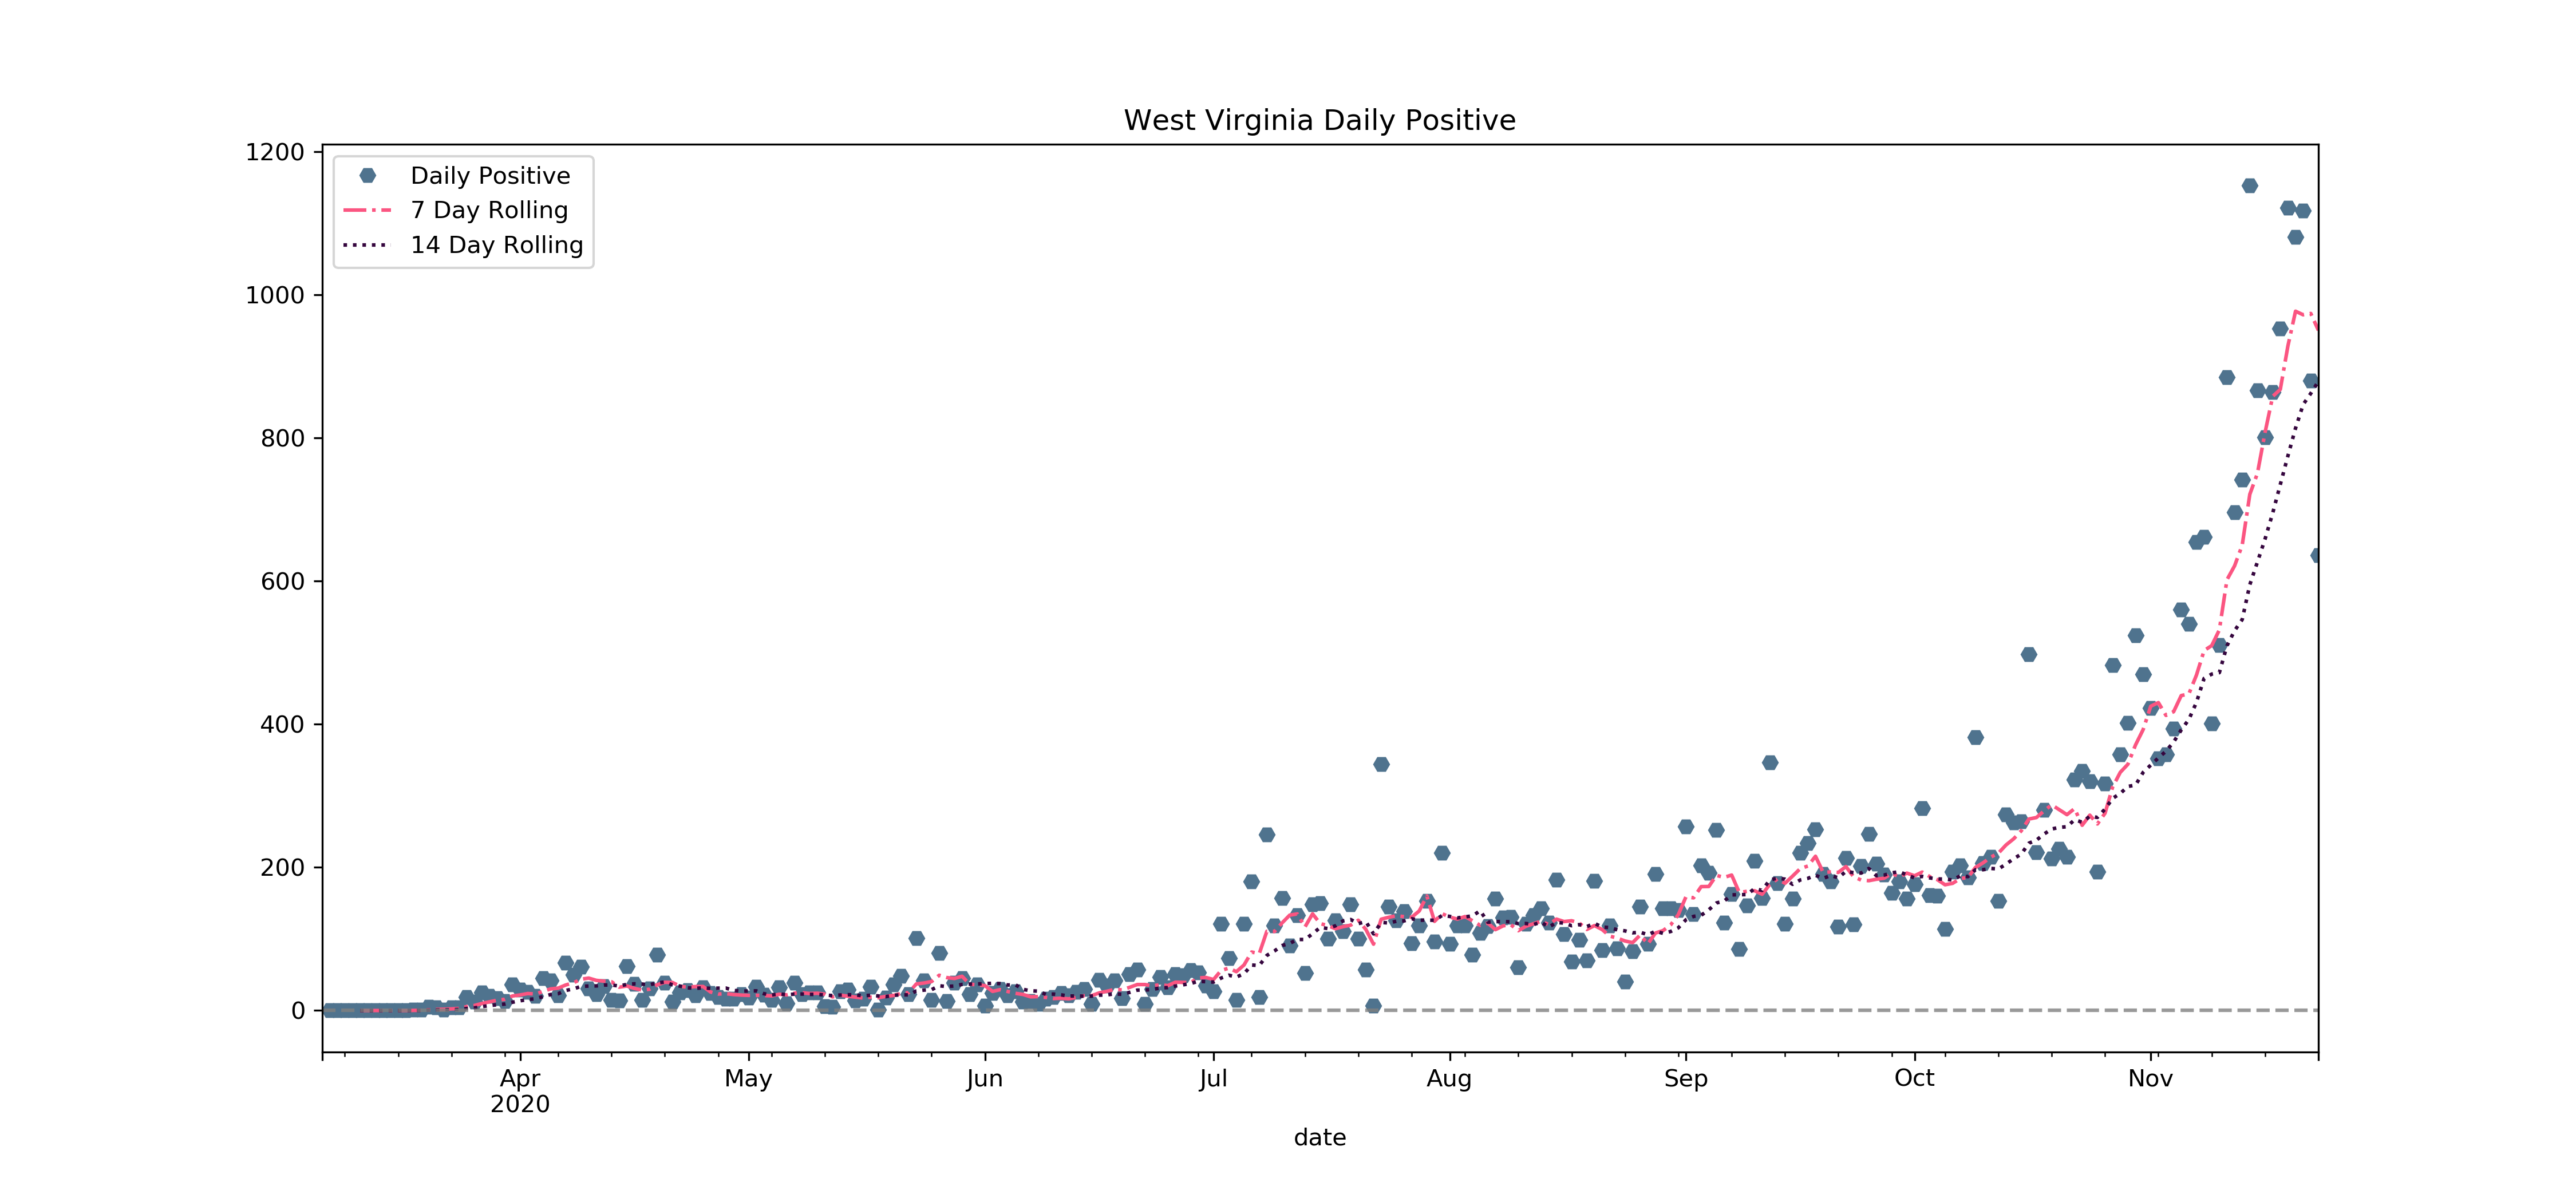 West Virginia Daily Positive
1200
1000
800
600
400
200
0
Daily Positive
7 Day Rolling
14 Day Rolling
Apr May Jun Jul Aug Sep Oct Nov
2020
date